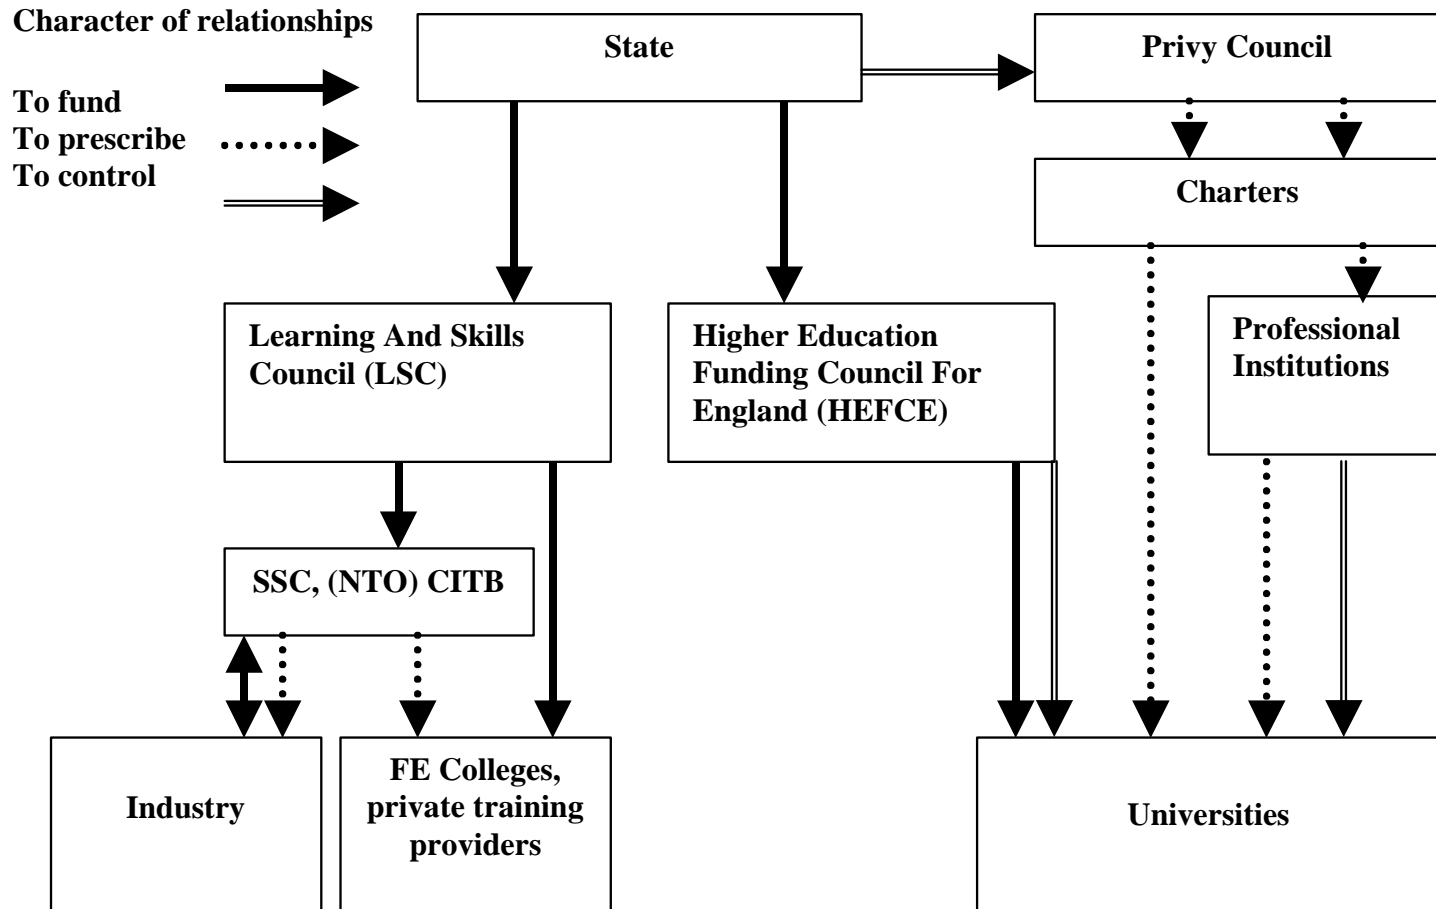 Character of relationships
To fund
To prescribe
To control
State
Privy Council
Charters
Learning And Skills
Council (LSC)
Higher Education
Funding Council For
England (HEFCE)
Professional
Institutions
SSC, (NTO) CITB
Industry
FE Colleges,
private training
providers
Universities